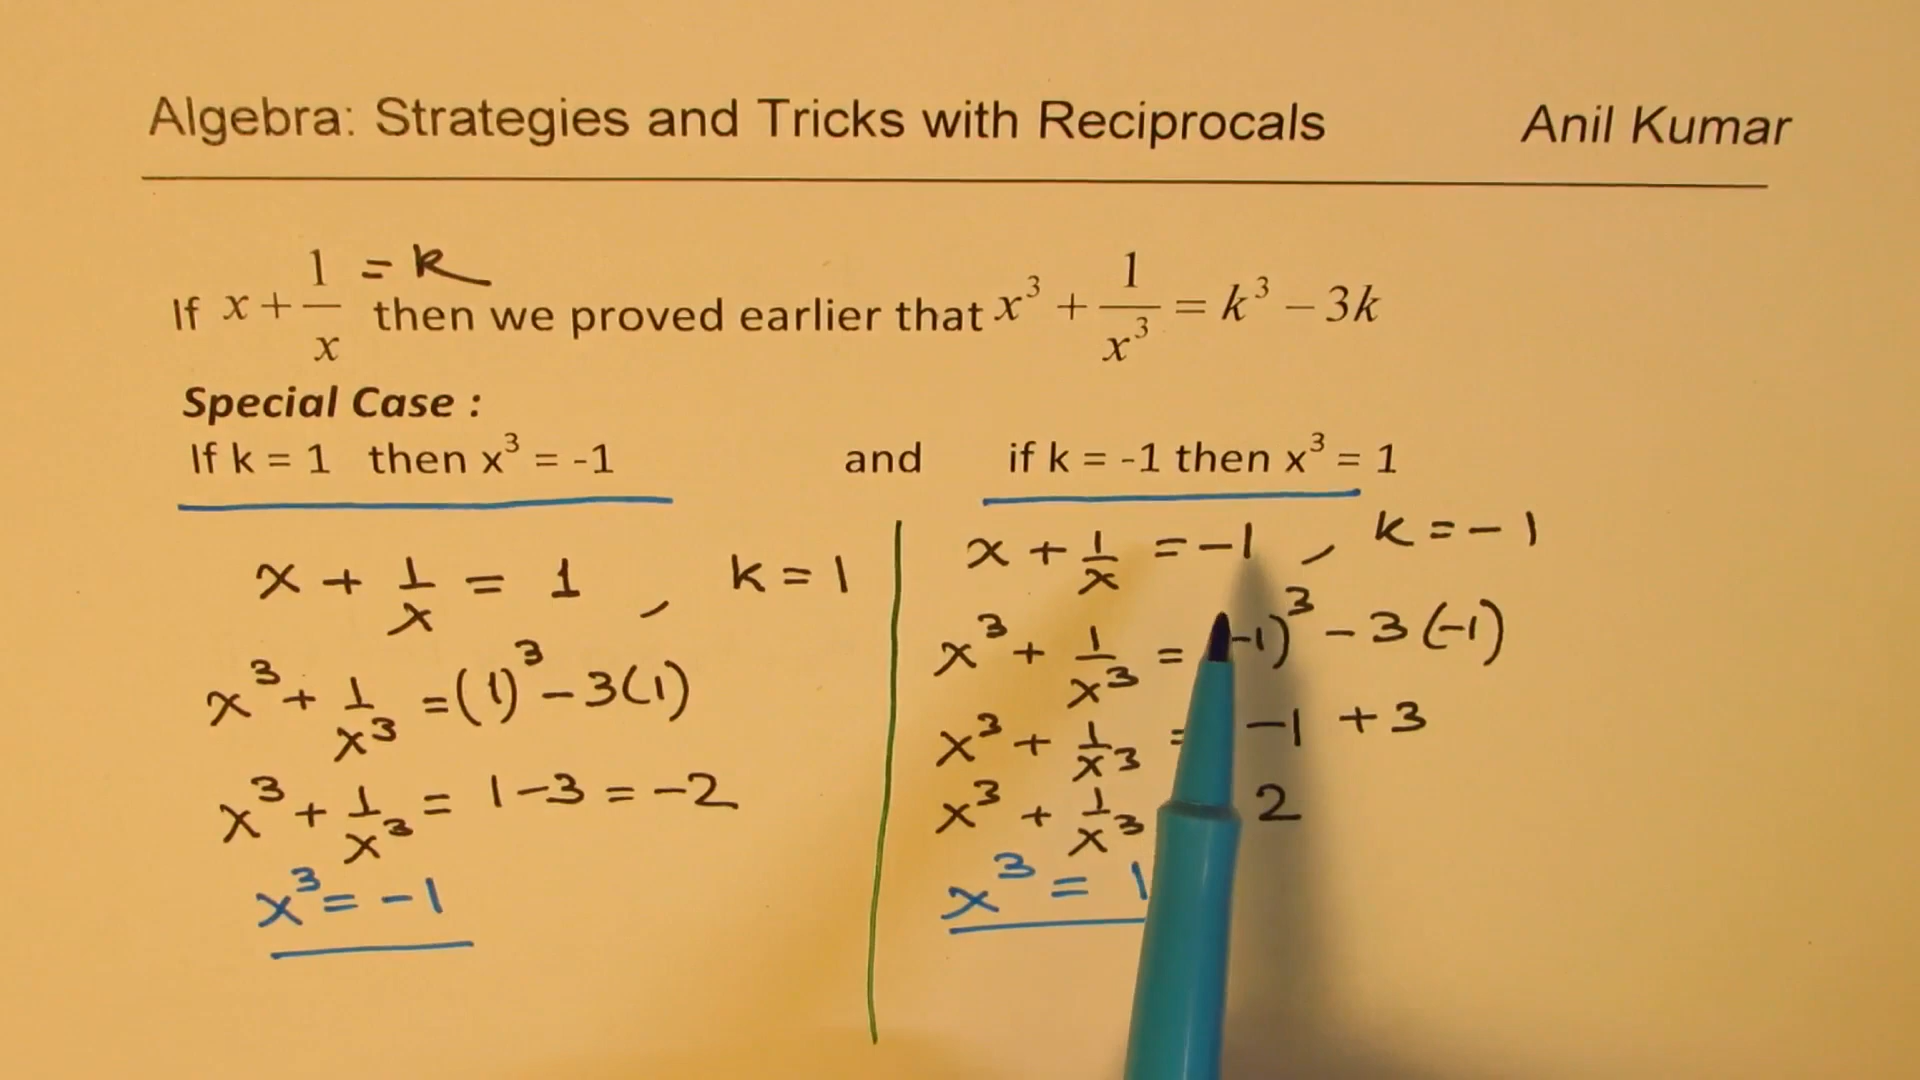 Algebra: Strategies and Tricks with Reciprocals Anil Kumar
If x + 1/x = k then we proved earlier that x³ + 1/x³ = k³ − 3k
Special Case :
If k = 1 then x³ = -1 and if k = -1 then x³ = 1
x + 1/x = 1 , k = 1
x³ + 1/x³ = (1)³ − 3(1)
x³ + 1/x³ = 1 − 3 = −2
x³ = −1
x + 1/x = −1 , k = −1
x³ + 1/x³ = −1)³ − 3(−1)
x³ + 1/x³ = −1 + 3
x³ + 1/x³ 2
x³ = 1